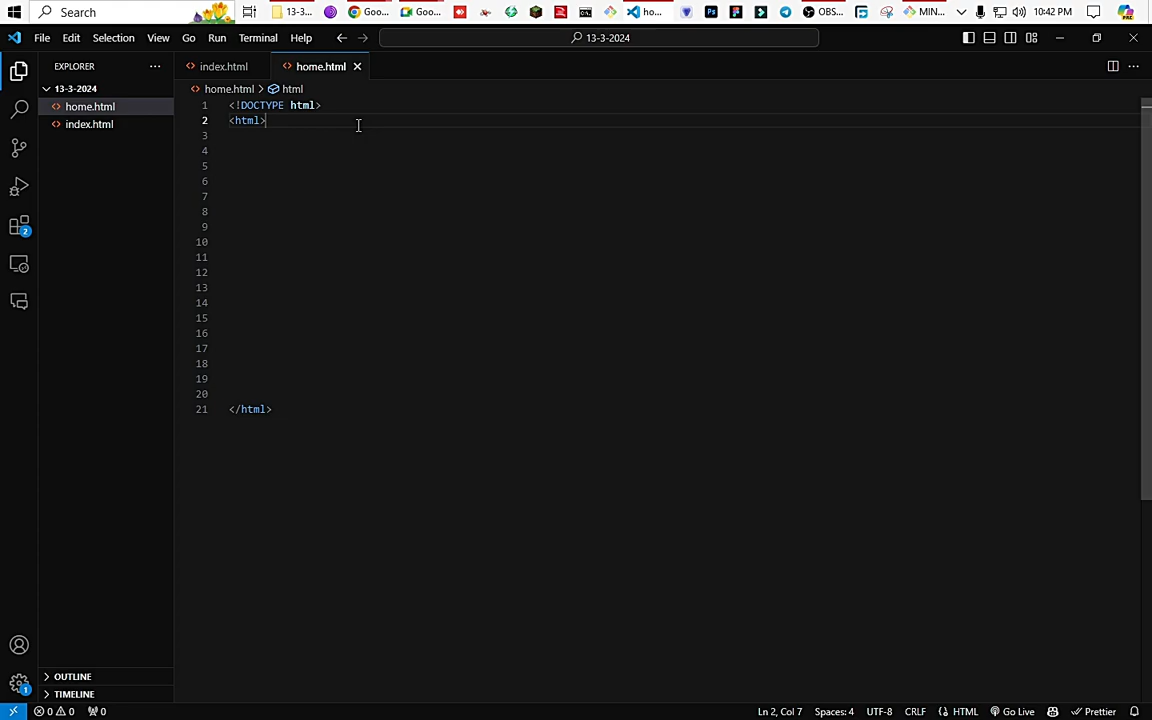 Search
13-3...
Goo...
Goo...
ho...
OBS...
MIN...
10:42 PM
File Edit Selection View Go Run Terminal Help
13-3-2024
EXPLORER
index.html
home.html
13-3-2024
home.html
index.html
home.html > html
1 <!DOCTYPE html>
2 <html>
3
4
5
6
7
8
9
10
11
12
13
14
15
16
17
18
19
20
21 </html>
2
1
OUTLINE
TIMELINE
0 0 0
Ln 2, Col 7 Spaces: 4 UTF-8 CRLF HTML Go Live Prettier